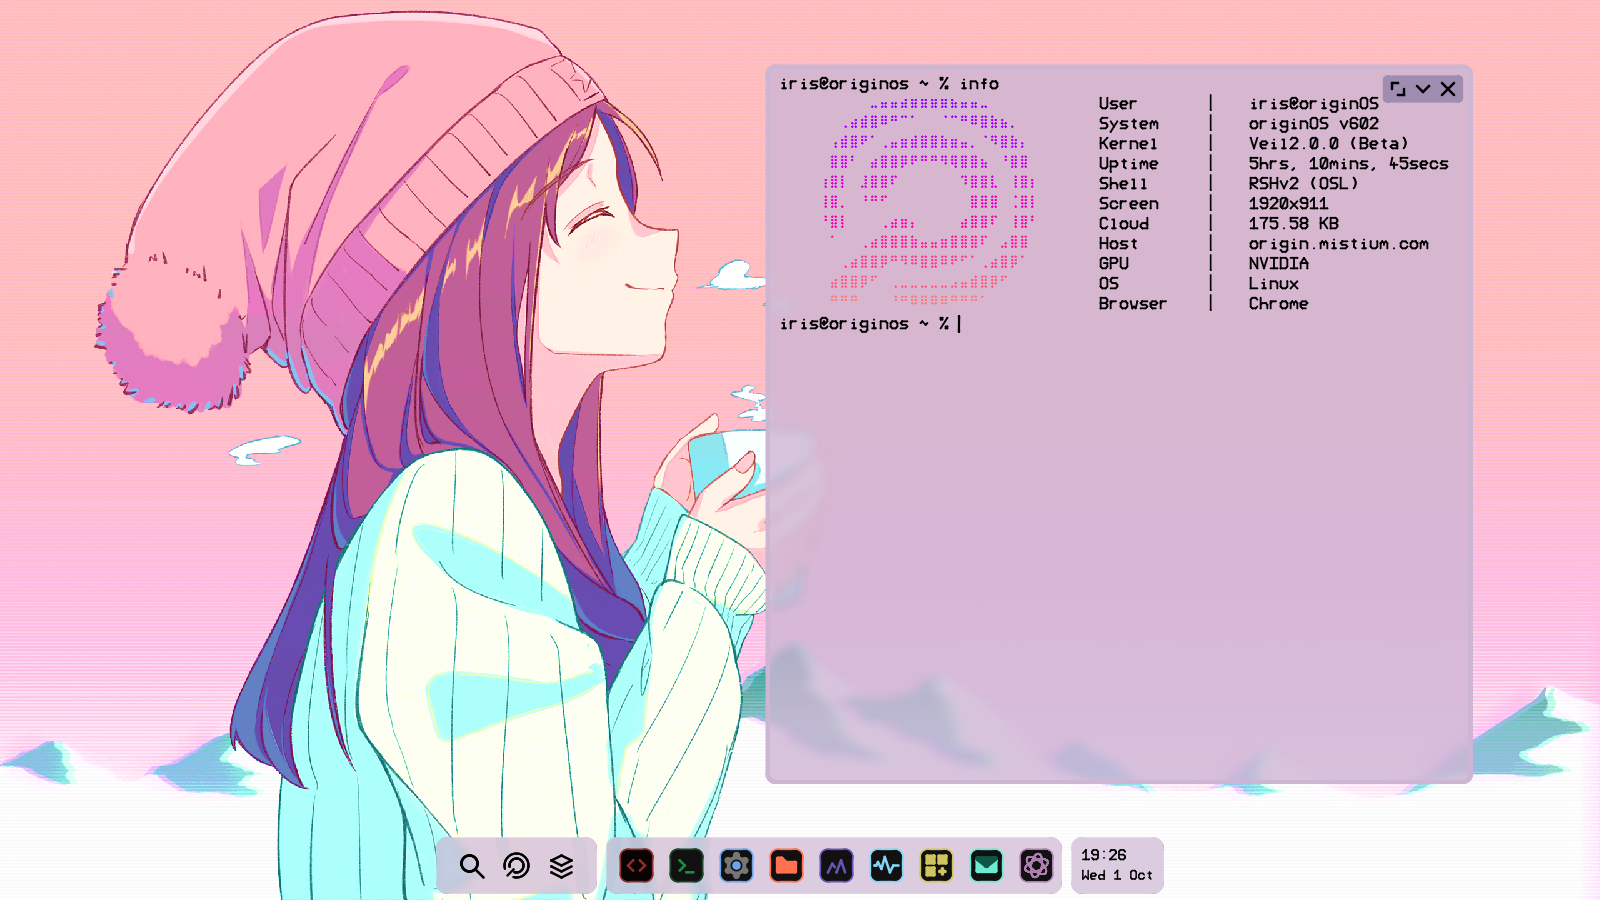 iris@originos ~ % info
User | iris@originOS
System | originOS v602
Kernel | Veil2.0.0 (Beta)
Uptime | 5hrs, 10mins, 45secs
Shell | RSHv2 (OSL)
Screen | 1920x911
Cloud | 175.58 KB
Host | origin.mistium.com
GPU | NVIDIA
OS | Linux
Browser | Chrome
iris@originos ~ %
19:26
Wed 1 Oct